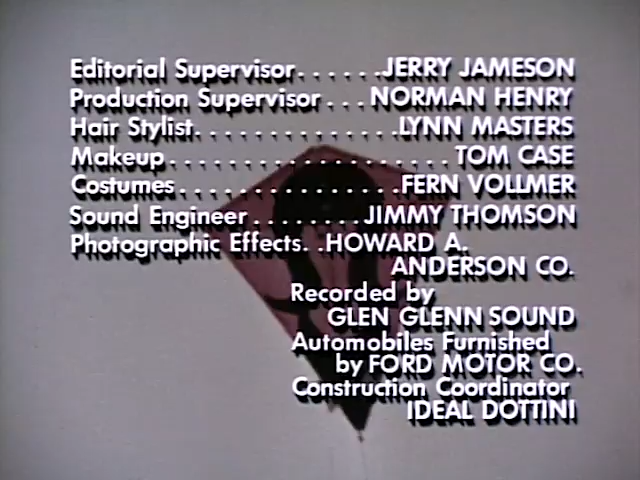 Editorial Supervisor......JERRY JAMESON
Production Supervisor...NORMAN HENRY
Hair Stylist..............LYNN MASTERS
Makeup....................TOM CASE
Costumes................FERN VOLLMER
Sound Engineer........JIMMY THOMSON
Photographic Effects..HOWARD A.
ANDERSON CO.
Recorded by
GLEN GLENN SOUND
Automobiles Furnished
by FORD MOTOR CO.
Construction Coordinator
IDEAL DOTTINI